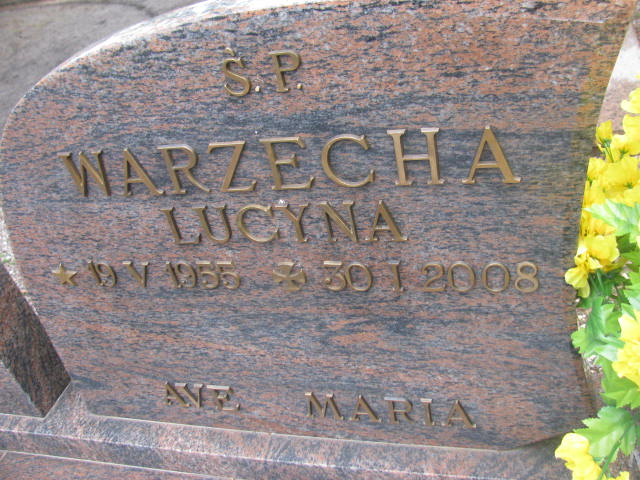 Ś.P.
WARZECHA
LUCYNA
★ 19 V 1955 ✠ 30 I 2008
AVE MARIA